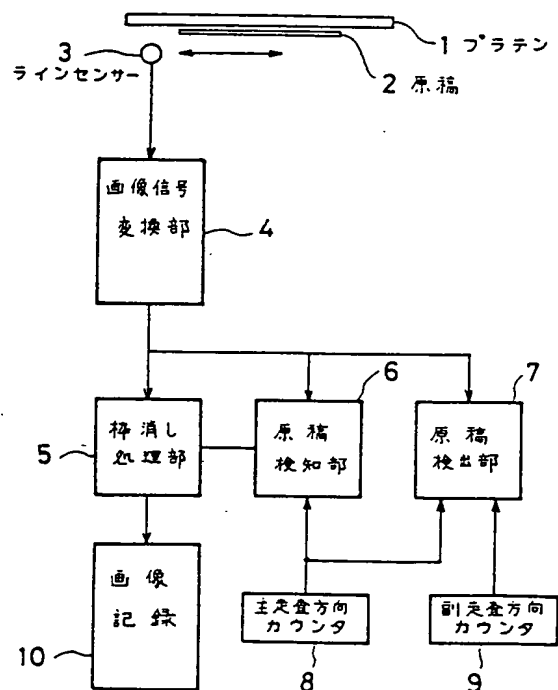 1 プラテン
3
ラインセンサー
2 原稿
画像信号
変換部
4
6
7
枠消し
処理部
5
原稿
検知部
原稿
検出部
画像
記録
10
主走査方向
カウンタ
8
副走査方向
カウンタ
9